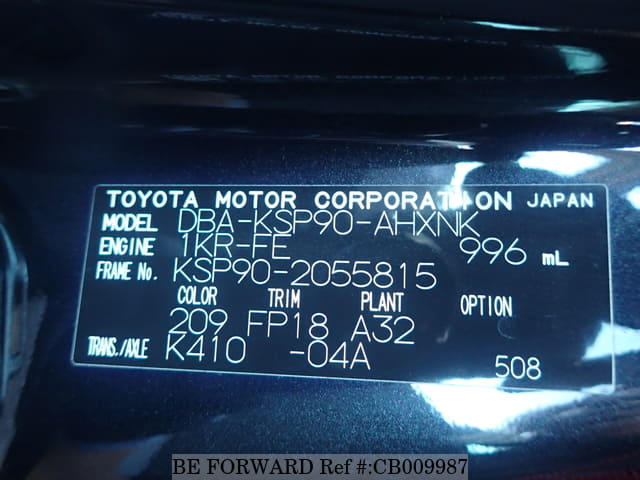 TOYOTA MOTOR CORPORATION JAPAN
MODEL DBA-KSP90-AHXNK
ENGINE 1KR-FE 996 mL
FRAME No. KSP90-2055815
COLOR TRIM PLANT OPTION
209 FP18 A32
TRANS./AXLE K410 -04A 508
BE FORWARD Ref #:CB009987